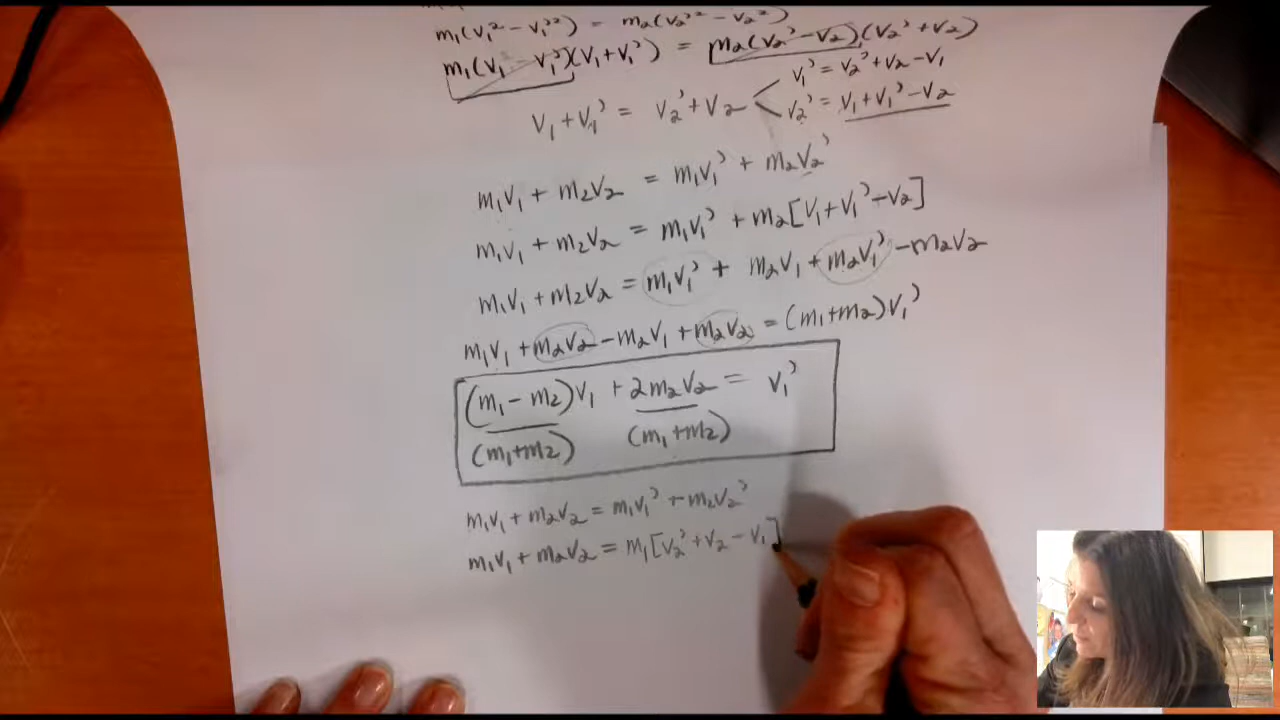 m₁(v₁² - v₁'²) = m₂(v₂'² - v₂²)
m₁(v₁ - v₁')(v₁+v₁') = m₂(v₂' - v₂)(v₂'+v₂)
v₁' = v₂'+v₂ - v₁
v₁+v₁' = v₂'+v₂
v₂' = v₁+v₁' - v₂
m₁v₁ + m₂v₂ = m₁v₁' + m₂v₂'
m₁v₁ + m₂v₂ = m₁v₁' + m₂[v₁+v₁' - v₂]
m₁v₁ + m₂v₂ = m₁v₁' + m₂v₁ + m₂v₁' - m₂v₂
m₁v₁ + m₂v₂ - m₂v₁ + m₂v₂ = (m₁+m₂)v₁'
(m₁ - m₂)v₁ + 2m₂v₂ = v₁'
(m₁+m₂) (m₁+m₂)
m₁v₁ + m₂v₂ = m₁v₁' + m₂v₂'
m₁v₁ + m₂v₂ = m₁[v₂' + v₂ - v₁]